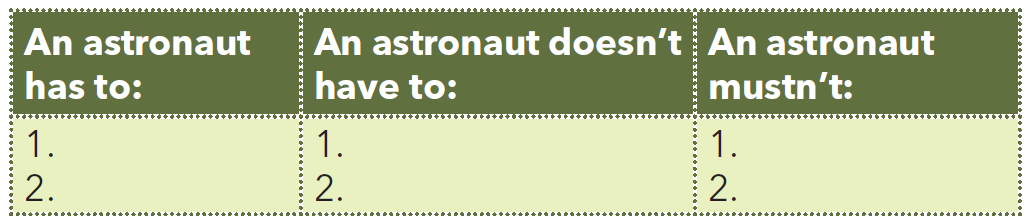 An astronaut has to:
An astronaut doesn’t have to:
An astronaut mustn’t:
1.
2.
1.
2.
1.
2.